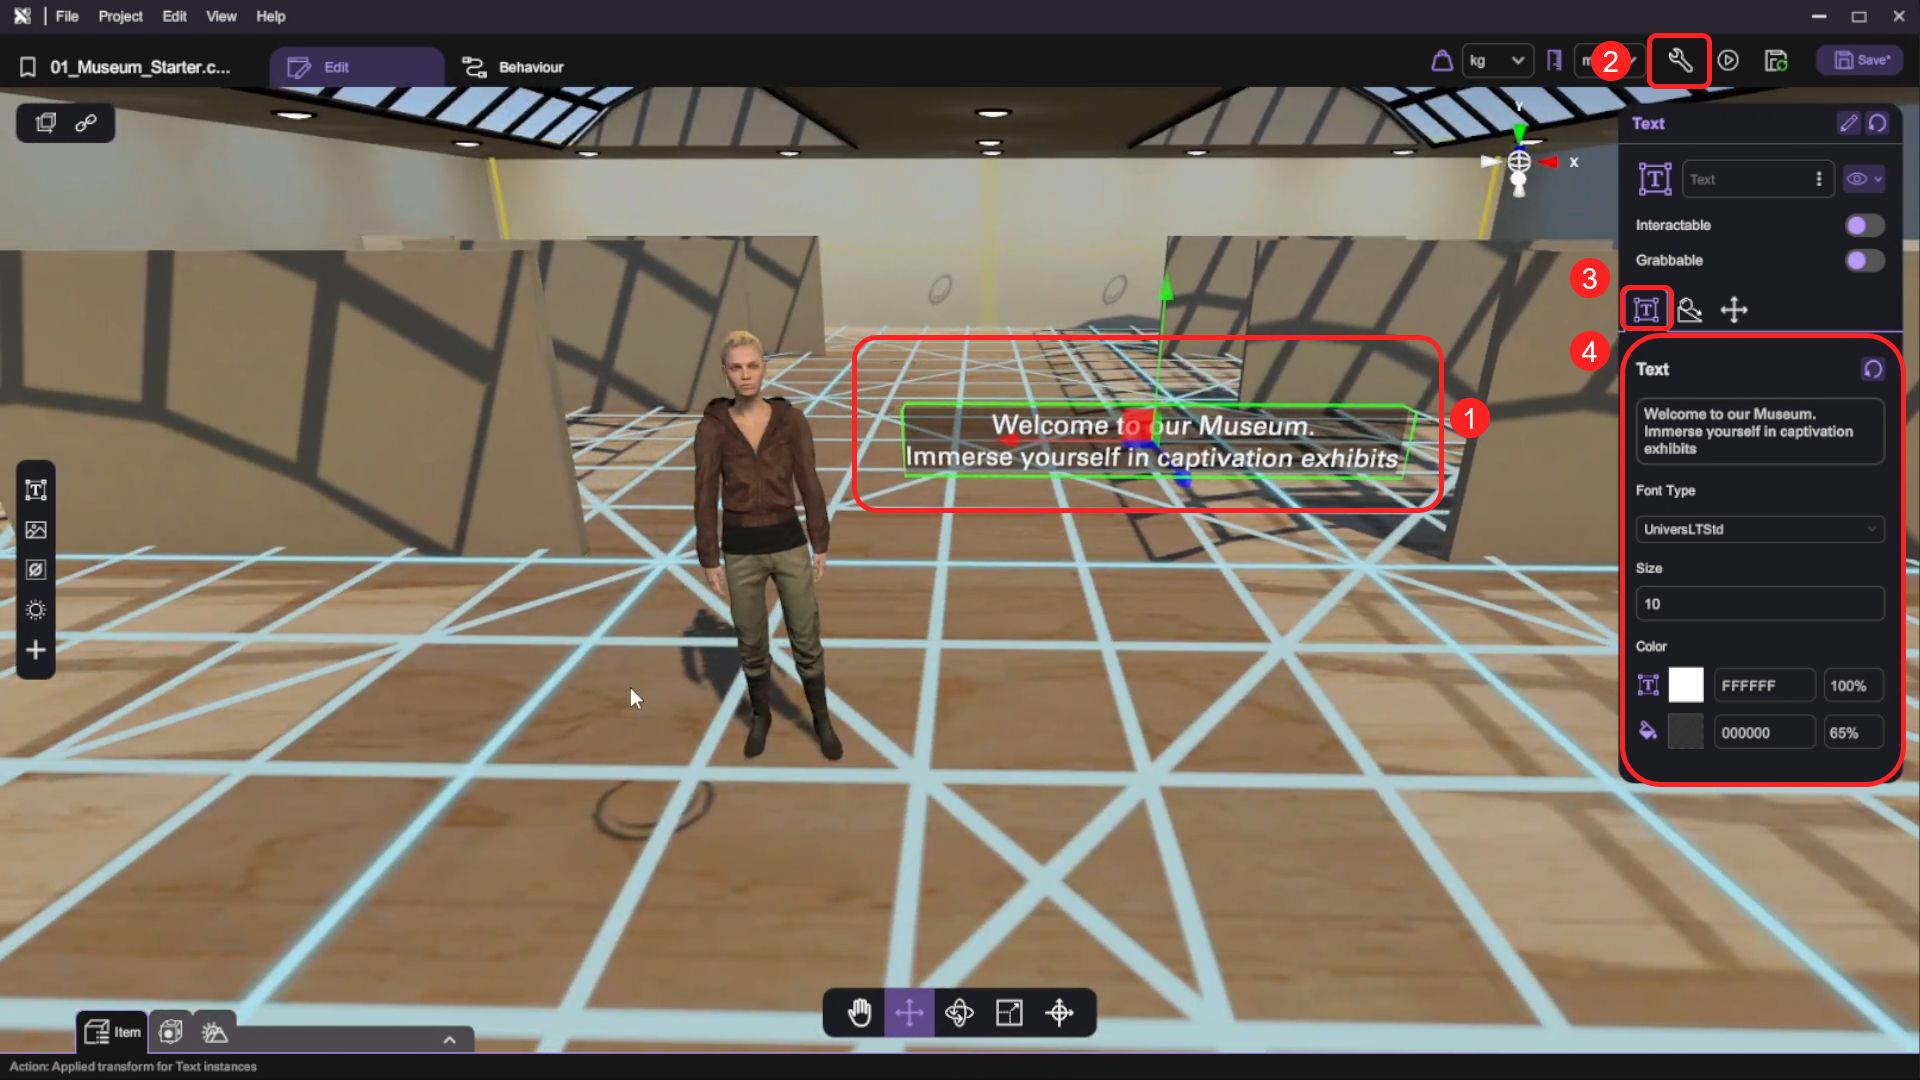 File Project Edit View Help
01_Museum_Starter.c... Edit Behaviour kg 2 Save*
Y
X
Text
Text
Interactable
Grabbable
3
4
Text
Welcome to our Museum.
Immerse yourself in captivation
exhibits
Font Type
UniversLTStd
Size
10
Color
FFFFFF 100%
000000 65%
Welcome to our Museum.
Immerse yourself in captivation exhibits
1
Item
Action: Applied transform for Text instances